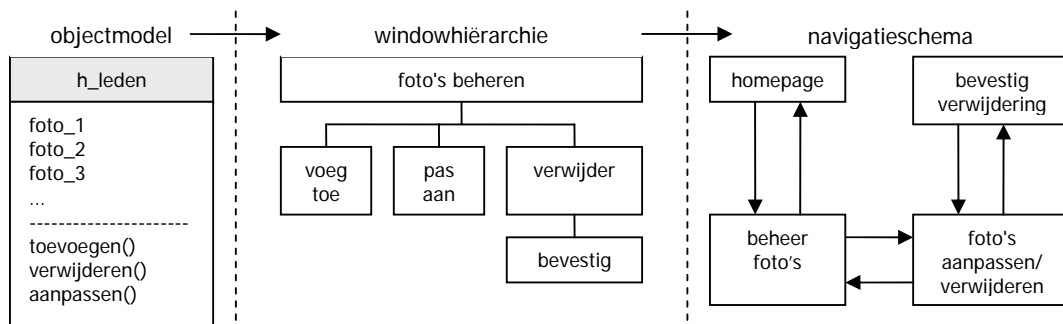 objectmodel
windowhiërarchie
navigatieschema
h_leden
foto_1
foto_2
foto_3
...
-----------------------
toevoegen()
verwijderen()
aanpassen()
foto's beheren
voeg
toe
pas
aan
verwijder
bevestig
homepage
bevestig
verwijdering
beheer
foto’s
foto's
aanpassen/
verwijderen